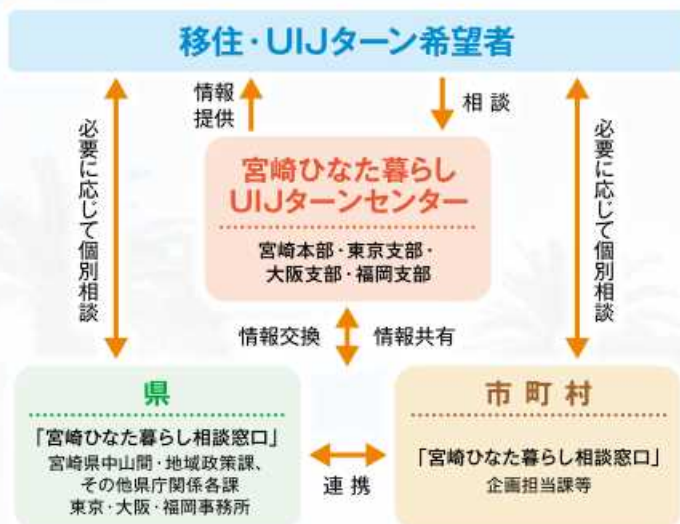 移住・UIJターン希望者
情報
提供
相談
必要に応じて個別相談
宮崎ひなた暮らし
UIJターンセンター
宮崎本部・東京支部・
大阪支部・福岡支部
必要に応じて個別相談
情報交換
情報共有
県
「宮崎ひなた暮らし相談窓口」
宮崎県中山間・地域政策課、
その他県庁関係各課
東京・大阪・福岡事務所
連携
市町村
「宮崎ひなた暮らし相談窓口」
企画担当課等